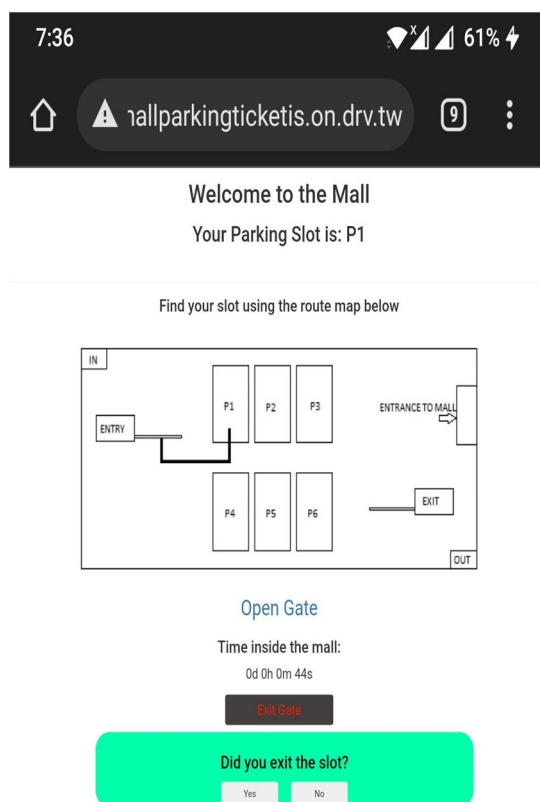 7:36
x
61%
nallparkingticketis.on.drv.tw
9
Welcome to the Mall
Your Parking Slot is: P1
Find your slot using the route map below
IN
P1
P2
P3
ENTRANCE TO MALL
ENTRY
P4
P5
P6
EXIT
OUT
Open Gate
Time inside the mall:
0d 0h 0m 44s
Exit Gate
Did you exit the slot?
Yes
No